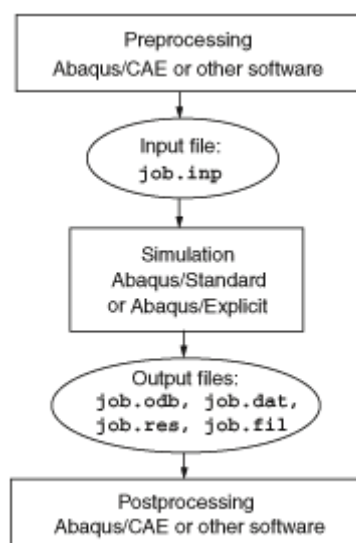 Preprocessing
Abaqus/CAE or other software
Input file:
job.inp
Simulation
Abaqus/Standard
or Abaqus/Explicit
Output files:
job.odb, job.dat,
job.res, job.fil
Postprocessing
Abaqus/CAE or other software